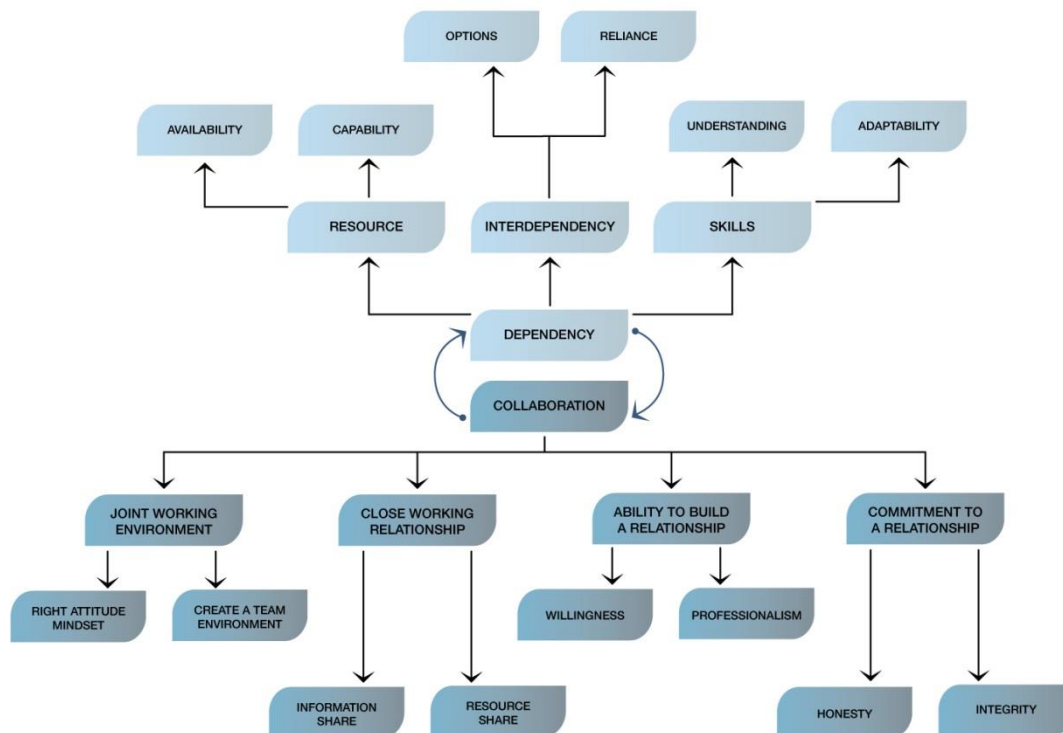 OPTIONS
RELIANCE
AVAILABILITY
CAPABILITY
UNDERSTANDING
ADAPTABILITY
RESOURCE
INTERDEPENDENCY
SKILLS
DEPENDENCY
COLLABORATION
JOINT WORKING
ENVIRONMENT
CLOSE WORKING
RELATIONSHIP
ABILITY TO BUILD
A RELATIONSHIP
COMMITMENT TO
A RELATIONSHIP
RIGHT ATTITUDE
MINDSET
CREATE A TEAM
ENVIRONMENT
WILLINGNESS
PROFESSIONALISM
INFORMATION
SHARE
RESOURCE
SHARE
HONESTY
INTEGRITY